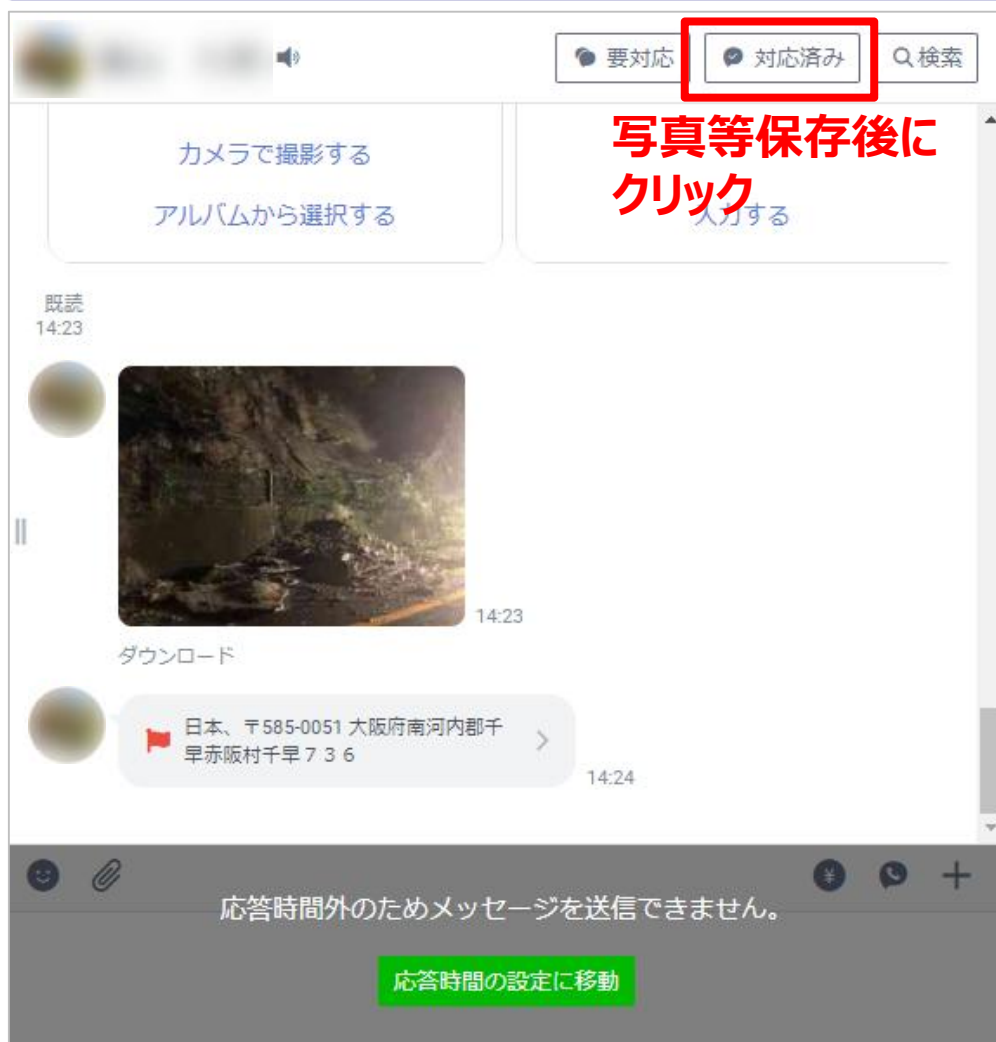 要対応
対応済み
検索
写真等保存後に
クリック
カメラで撮影する
アルバムから選択する
入力する
既読
14:23
14:23
ダウンロード
日本、〒585-0051 大阪府南河内郡千
早赤阪村千早７３６
14:24
応答時間外のためメッセージを送信できません。
応答時間の設定に移動